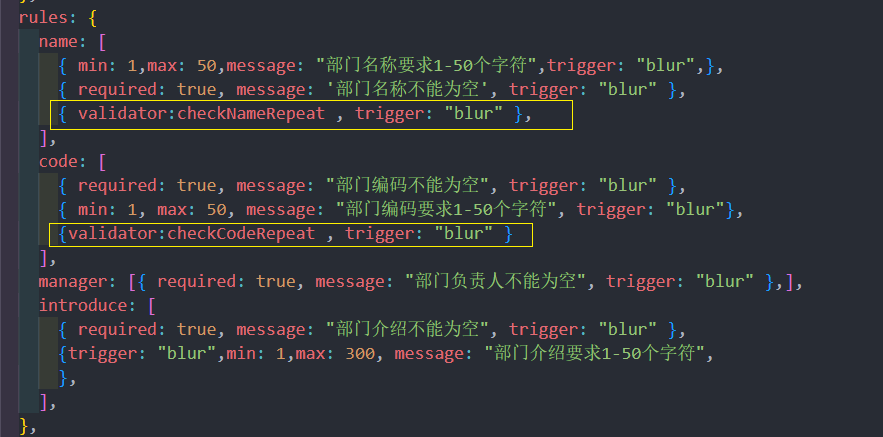 },
rules: {
name: [
{ min: 1,max: 50,message: "部门名称要求1-50个字符",trigger: "blur",},
{ required: true, message: '部门名称不能为空', trigger: "blur" },
{ validator:checkNameRepeat , trigger: "blur" },
],
code: [
{ required: true, message: "部门编码不能为空", trigger: "blur" },
{ min: 1, max: 50, message: "部门编码要求1-50个字符", trigger: "blur"},
{validator:checkCodeRepeat , trigger: "blur" }
],
manager: [{ required: true, message: "部门负责人不能为空", trigger: "blur" },],
introduce: [
{ required: true, message: "部门介绍不能为空", trigger: "blur" },
{trigger: "blur",min: 1,max: 300, message: "部门介绍要求1-50个字符",
},
],
},